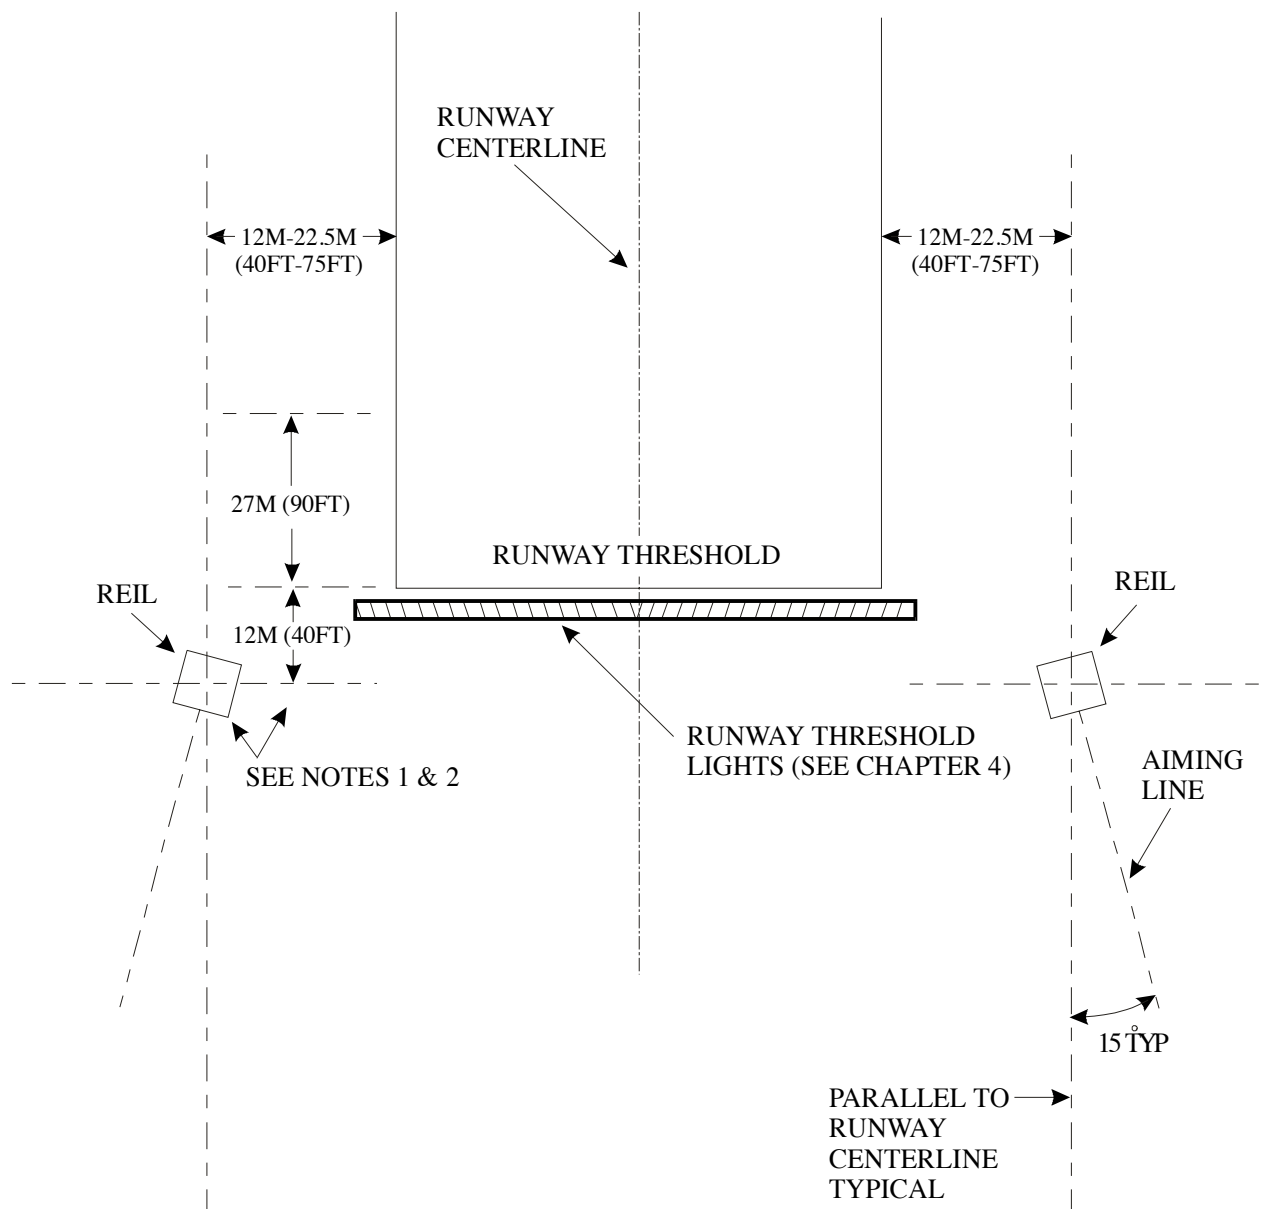 RUNWAY
CENTERLINE
12M-22.5M
(40FT-75FT)
12M-22.5M
(40FT-75FT)
27M (90FT)
RUNWAY THRESHOLD
REIL
REIL
12M (40FT)
RUNWAY THRESHOLD
LIGHTS (SEE CHAPTER 4)
SEE NOTES 1 & 2
AIMING
LINE
15° TYP
PARALLEL TO
RUNWAY
CENTERLINE
TYPICAL